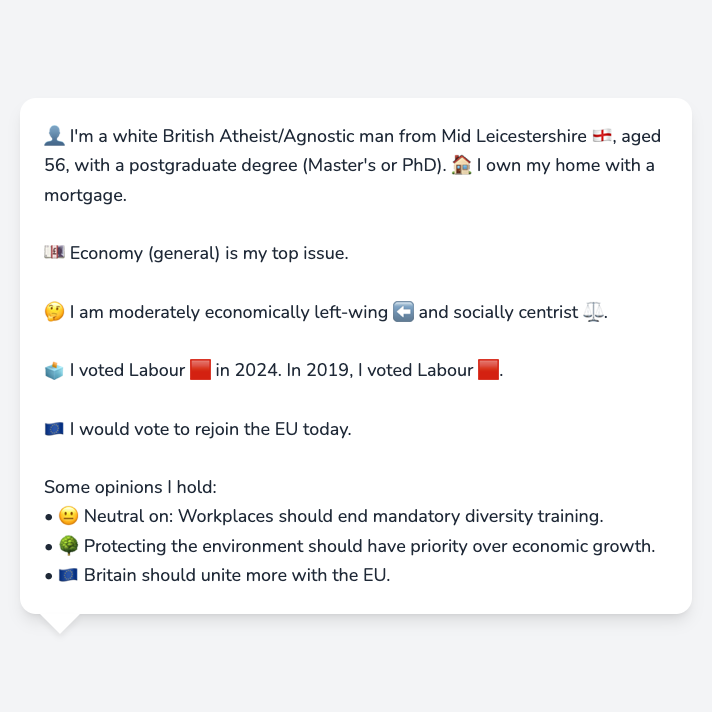 👤 I'm a white British Atheist/Agnostic man from Mid Leicestershire 🏴󠁧󠁢󠁥󠁮󠁧󠁿, aged
56, with a postgraduate degree (Master's or PhD). 🏠 I own my home with a
mortgage.
💷 Economy (general) is my top issue.
🤔 I am moderately economically left-wing ⬅️ and socially centrist ⚖️.
🗳️ I voted Labour 🟥 in 2024. In 2019, I voted Labour 🟥.
🇪🇺 I would vote to rejoin the EU today.
Some opinions I hold:
• 😐 Neutral on: Workplaces should end mandatory diversity training.
• 🌳 Protecting the environment should have priority over economic growth.
• 🇪🇺 Britain should unite more with the EU.